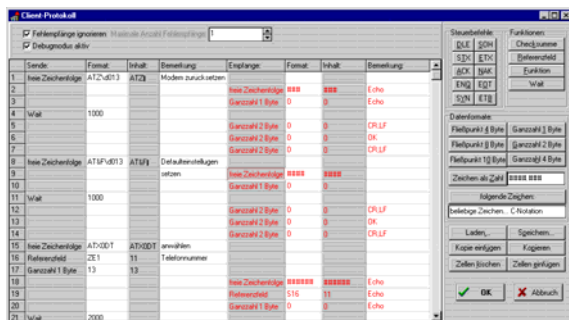 Client-Protokoll
Fehlempfänge ignorieren Maximale Anzahl Fehlempfänge: 1
Debugmodus aktiv
Sende: Format: Inhalt: Bemerkung: Empfange: Format: Inhalt: Bemerkung:
1 freie Zeichenfolge ATZ\d013 Modem zurücksetzen
2 freie Zeichenfolge ### ### Echo
3 Ganzzahl 1 Byte 0 0 Echo
4 Wait 1000
5 Ganzzahl 2 Byte 0 0 CR,LF
6 Ganzzahl 2 Byte 0 0 OK
7 Ganzzahl 2 Byte 0 0 CR,LF
8 freie Zeichenfolge AT&F\d013 Defaulteinstellugen
9 setzen freie Zeichenfolge #### #### Echo
10 Ganzzahl 1 Byte 0 0 Echo
11 Wait 1000
12 Ganzzahl 2 Byte 0 0 CR,LF
13 Ganzzahl 2 Byte 0 0 OK
14 Ganzzahl 2 Byte 0 0 CR,LF
15 freie Zeichenfolge ATX0DT ATX0DT anwählen
16 Referenzfeld ZE1 11 Telefonnummer
17 Ganzzahl 1 Byte 13 13
18 freie Zeichenfolge ###### ###### Echo
19 Referenzfeld S16 11 Echo
20 Ganzzahl 1 Byte 0 0 Echo
21 Wait 2000
Steuerbefehle:
DLE SOH
STX ETX
ACK NAK
ENQ EOT
SYN ETB
Funktionen:
Checksumme
Referenzfeld
Funktion
Wait
Datenformate:
Fließpunkt 4 Byte Ganzzahl 1 Byte
Fließpunkt 8 Byte Ganzzahl 2 Byte
Fließpunkt 10 Byte Ganzzahl 4 Byte
Zeichen als Zahl ####.###
folgende Zeichen:
beliebige Zeichen... C-Notation
Laden... Speichern...
Kopie einfügen Kopieren
Zellen löschen Zellen einfügen
OK Abbruch